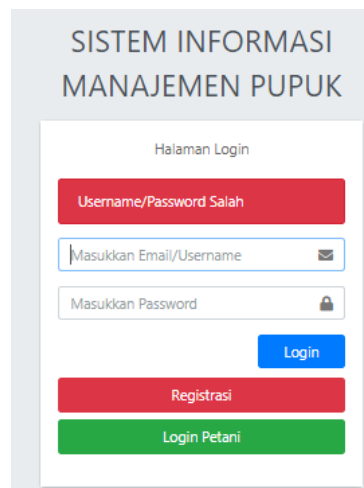 SISTEM INFORMASI
MANAJEMEN PUPUK
Halaman Login
Username/Password Salah
Masukkan Email/Username
Masukkan Password
Login
Registrasi
Login Petani